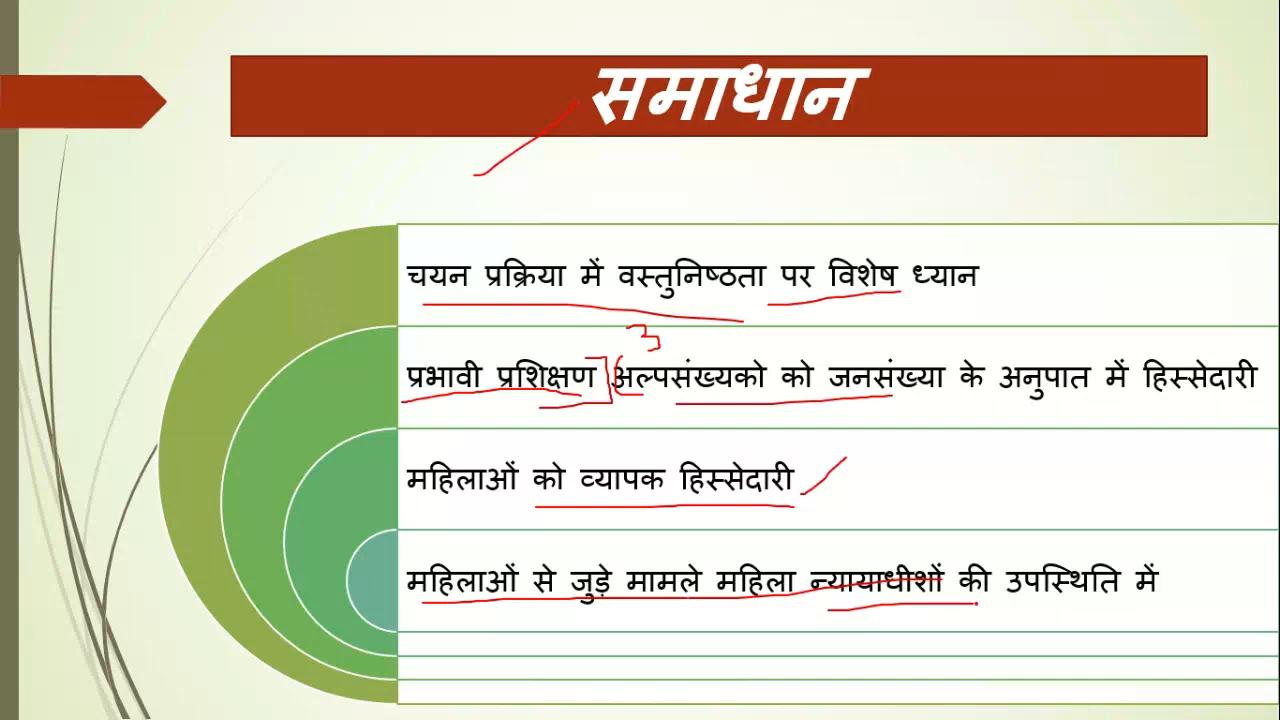 समाधान
चयन प्रक्रिया में वस्तुनिष्ठता पर विशेष ध्यान
3
प्रभावी प्रशिक्षण अल्पसंख्यको को जनसंख्या के अनुपात में हिस्सेदारी
महिलाओं को व्यापक हिस्सेदारी
महिलाओं से जुड़े मामले महिला न्यायाधीशों की उपस्थिति में